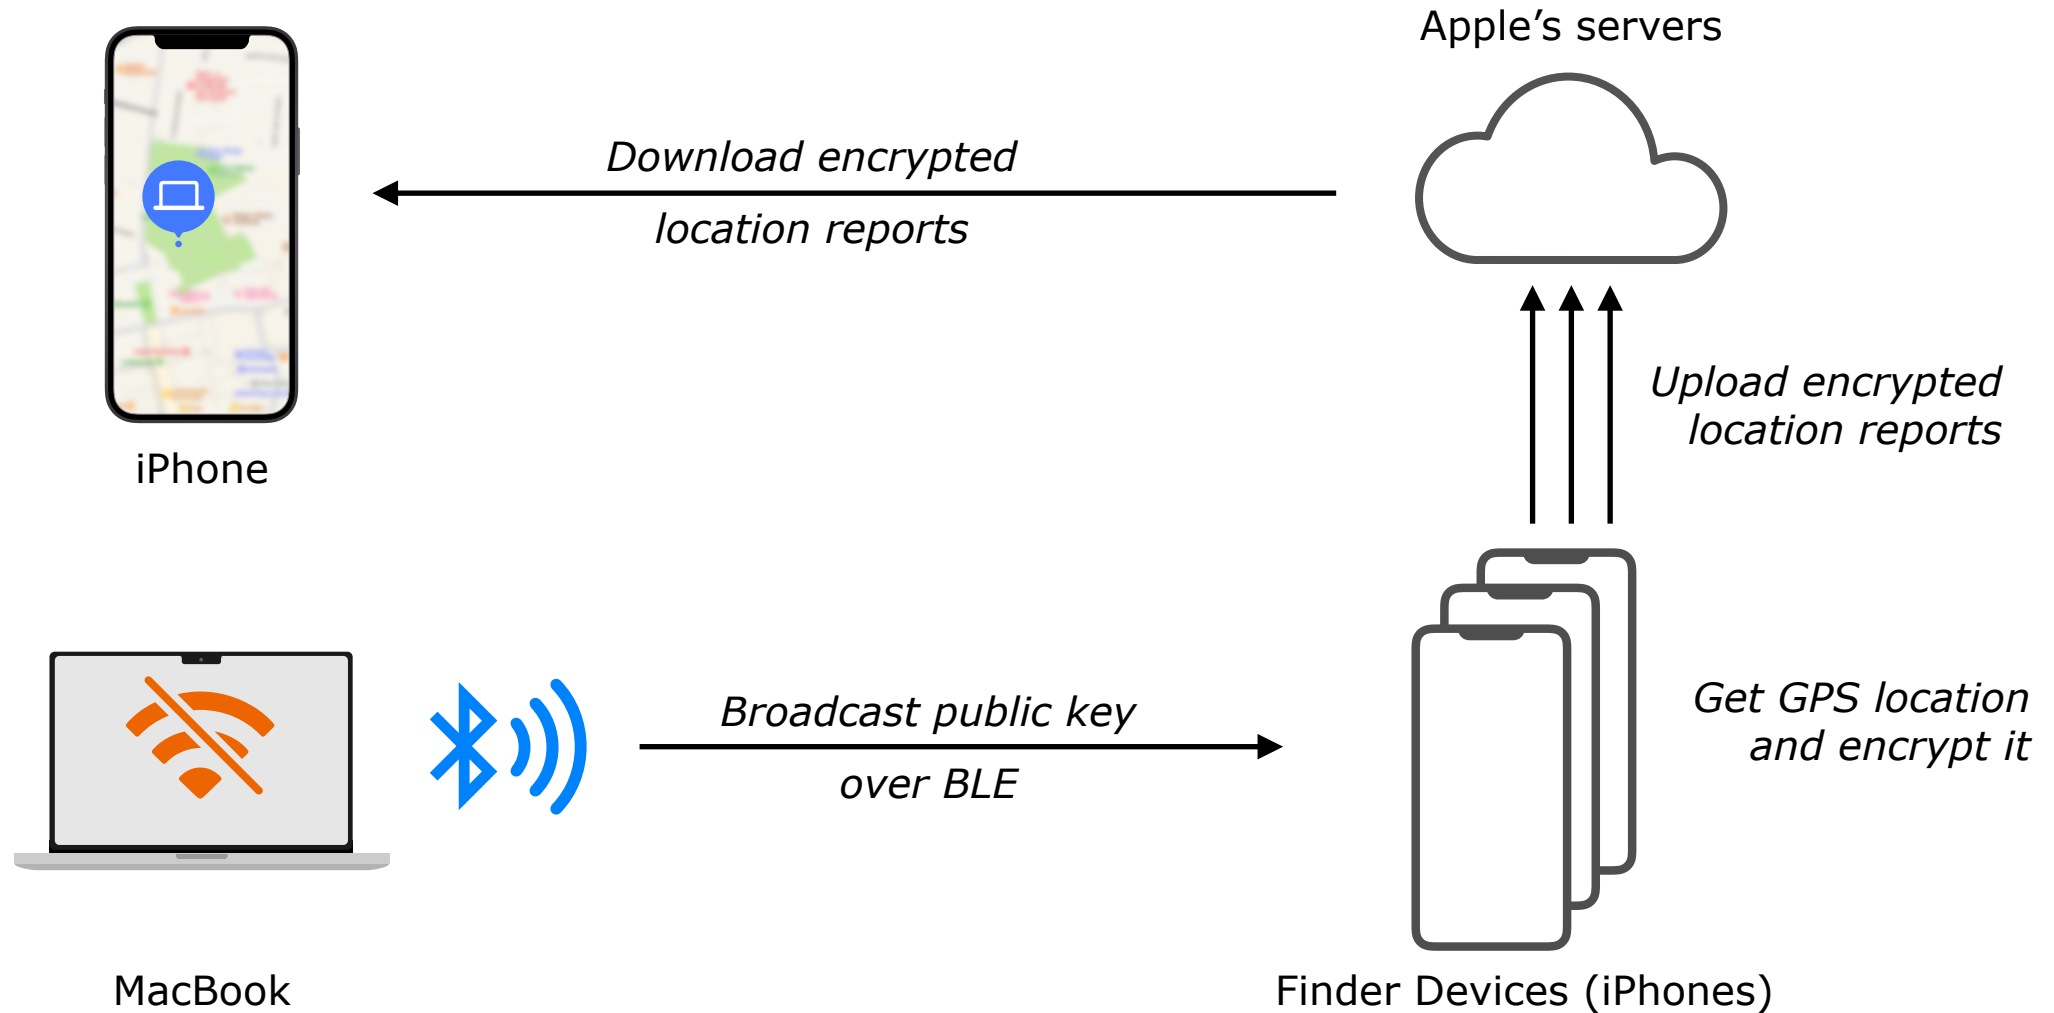 Apple’s servers
Download encrypted
location reports
Upload encrypted
location reports
iPhone
Broadcast public key
over BLE
Get GPS location
and encrypt it
MacBook
Finder Devices (iPhones)